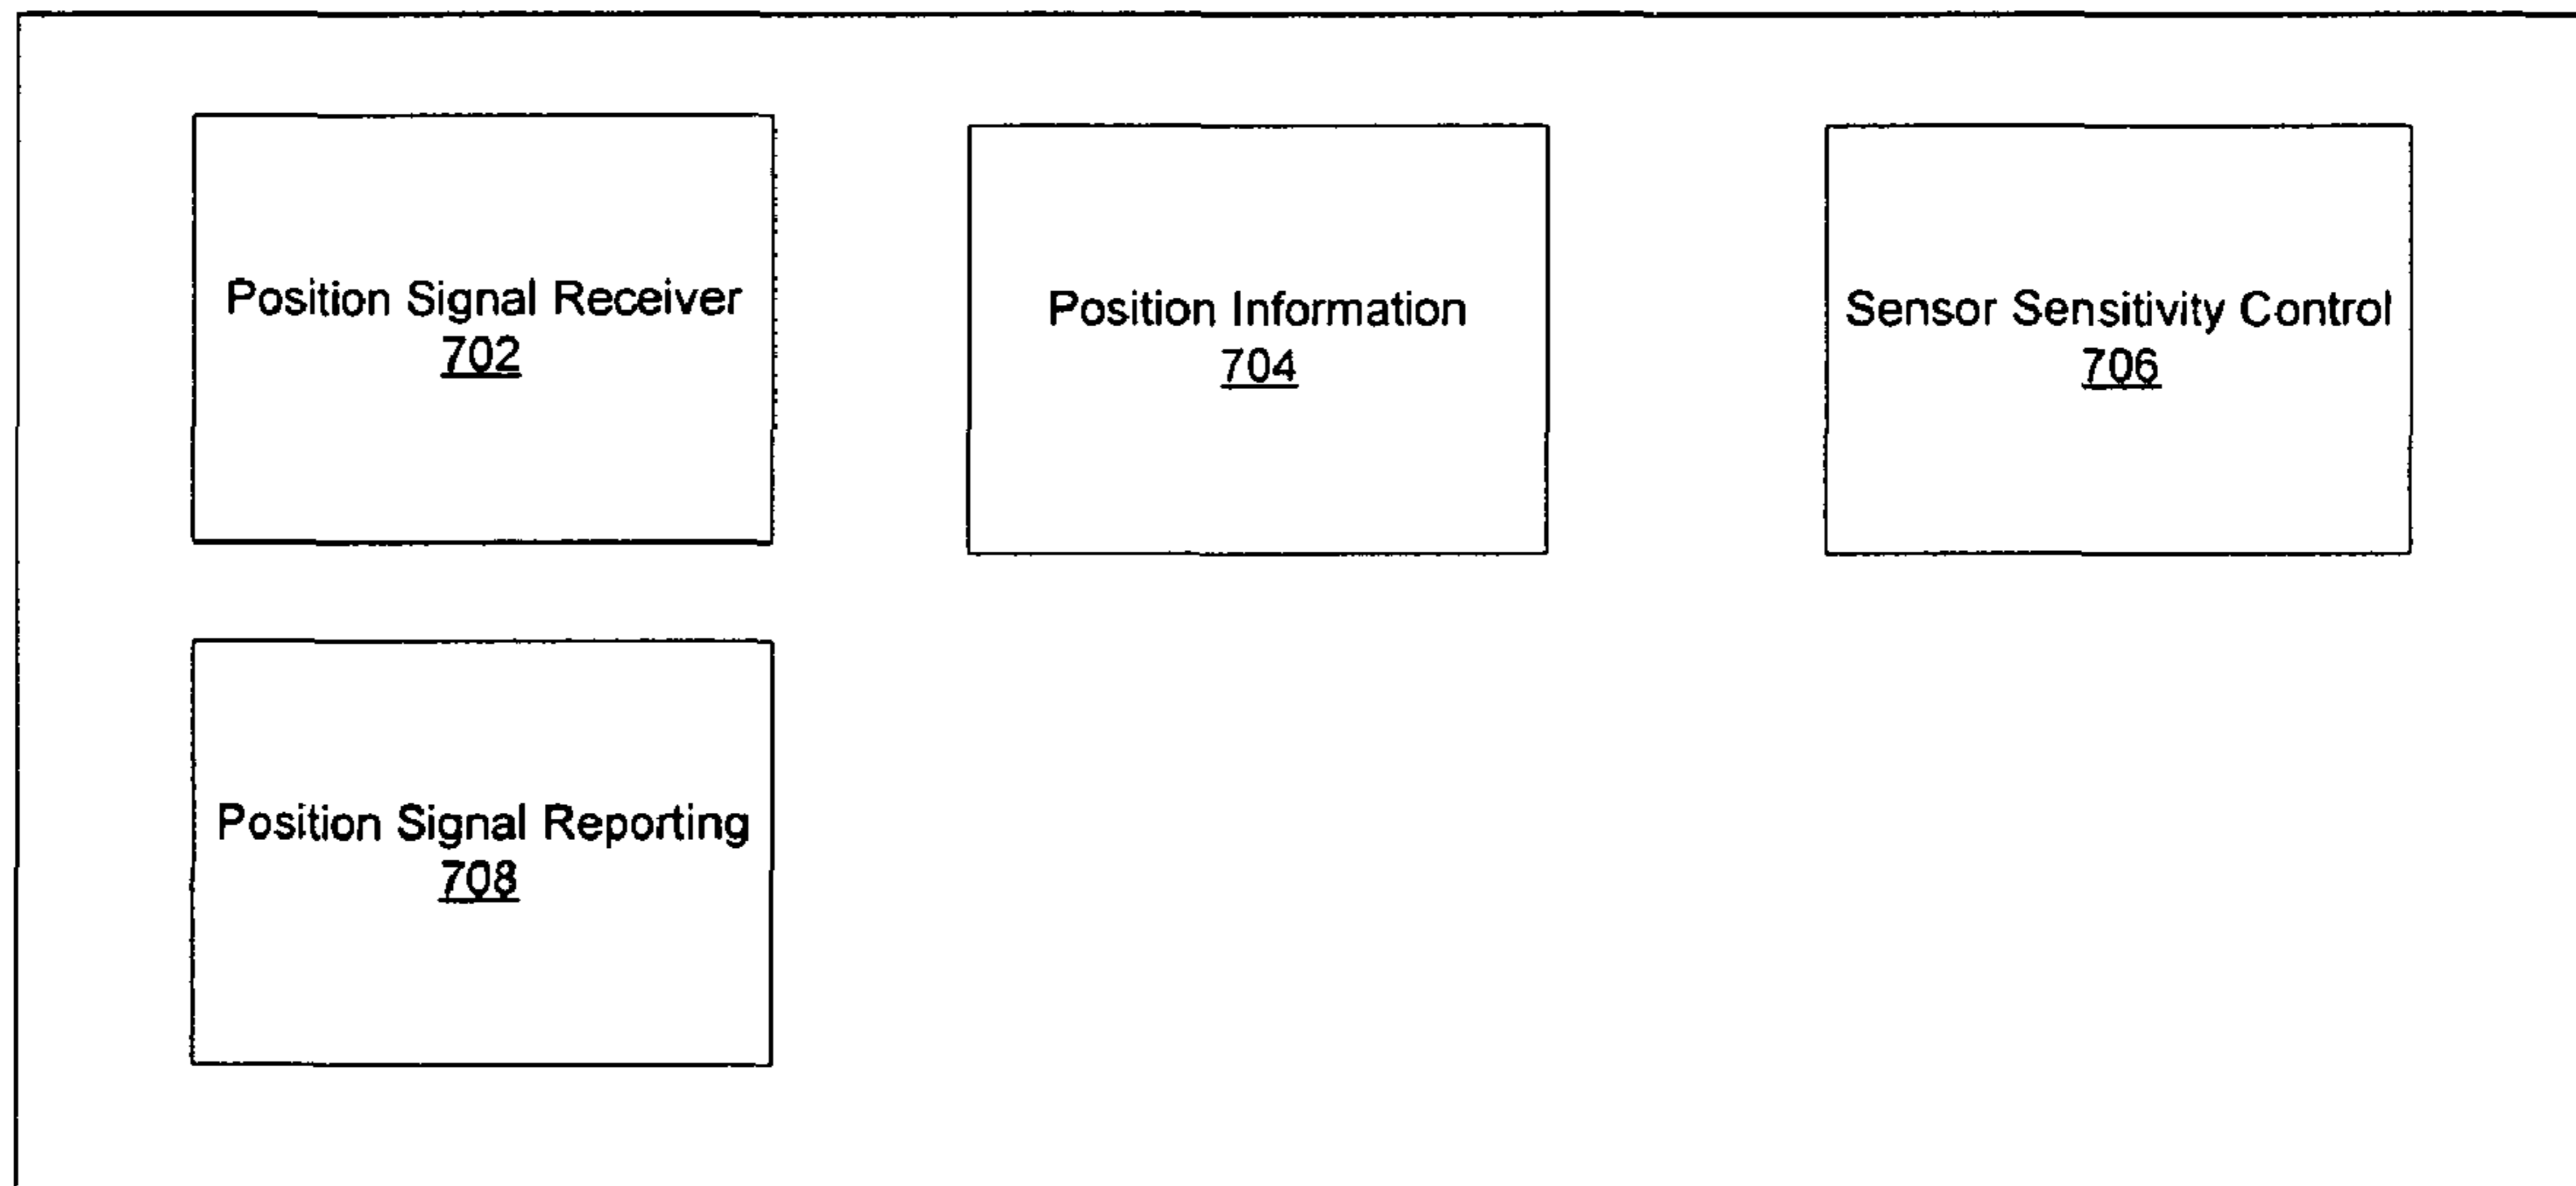 Position Signal Receiver
702
Position Information
704
Sensor Sensitivity Control
706
Position Signal Reporting
708